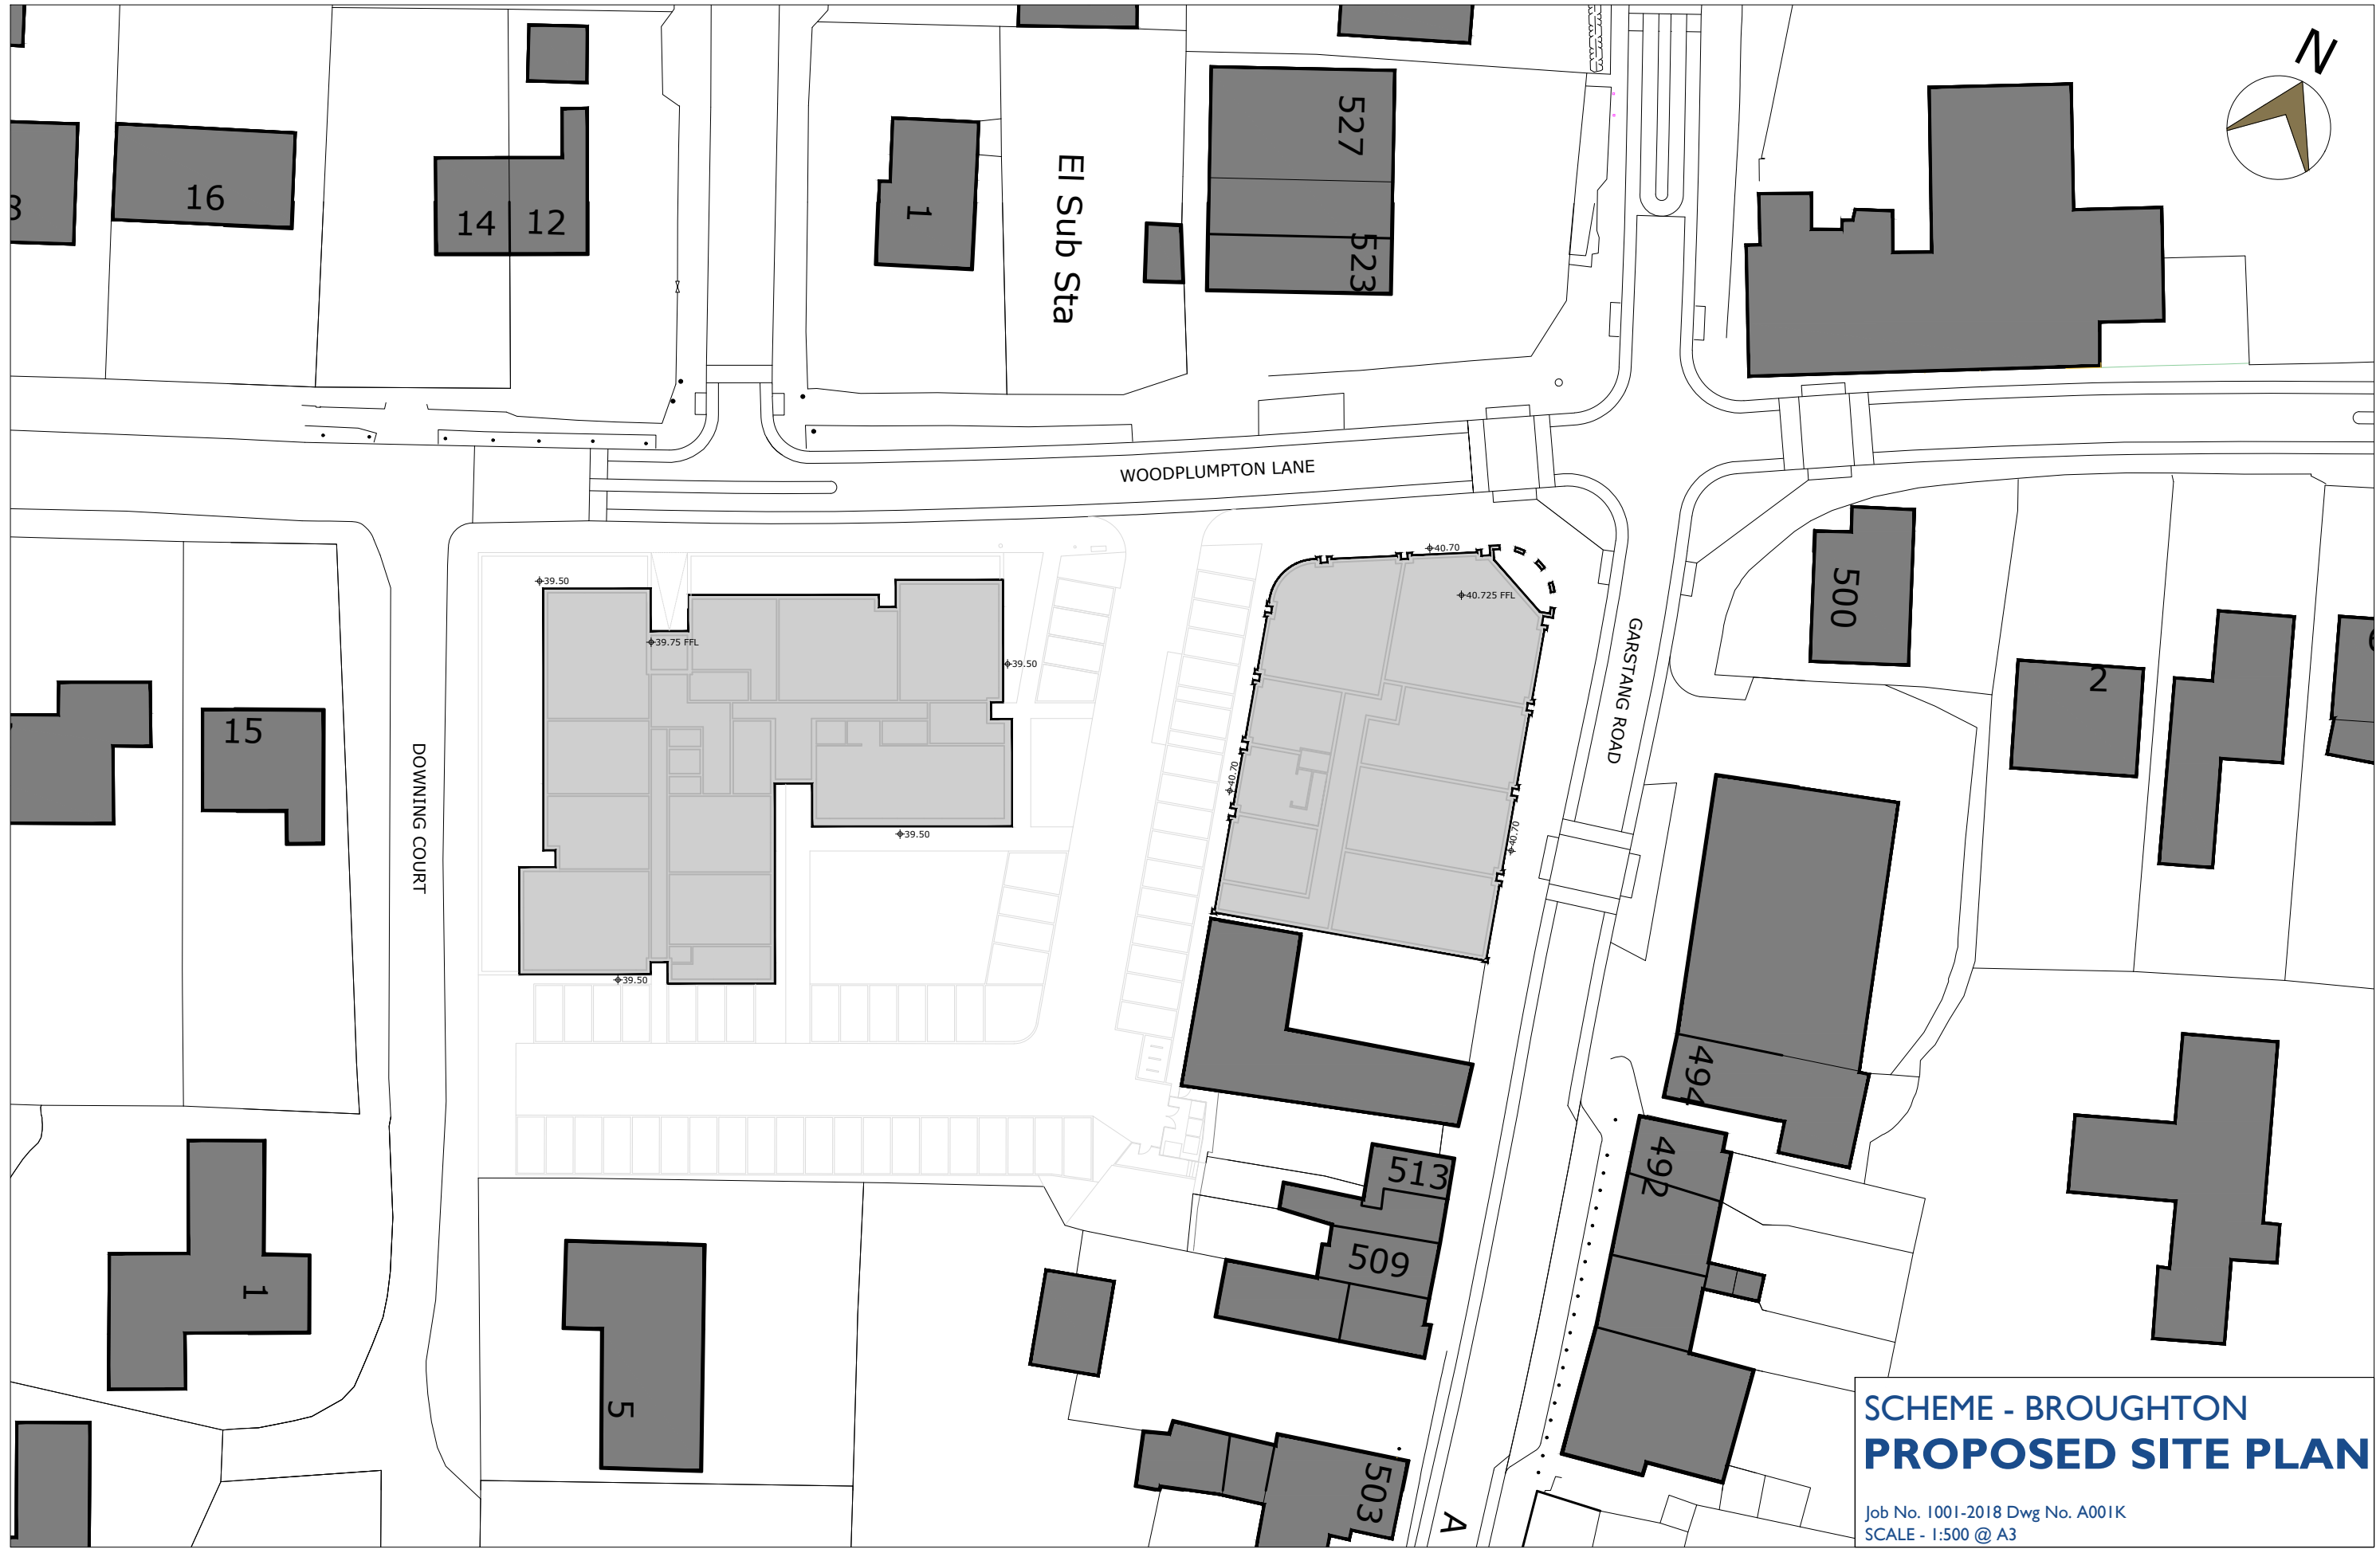 N
527
16
14
12
1
El Sub Sta
523
WOODPLUMPTON LANE
40.70
40.725 FFL
39.50
39.75 FFL
39.50
500
GARSTANG ROAD
2
15
DOWNING COURT
40.70
39.50
40.70
39.50
494
492
513
509
1
5
503
A
SCHEME - BROUGHTON
PROPOSED SITE PLAN
Job No. 1001-2018 Dwg No. A001K
SCALE - 1:500 @ A3